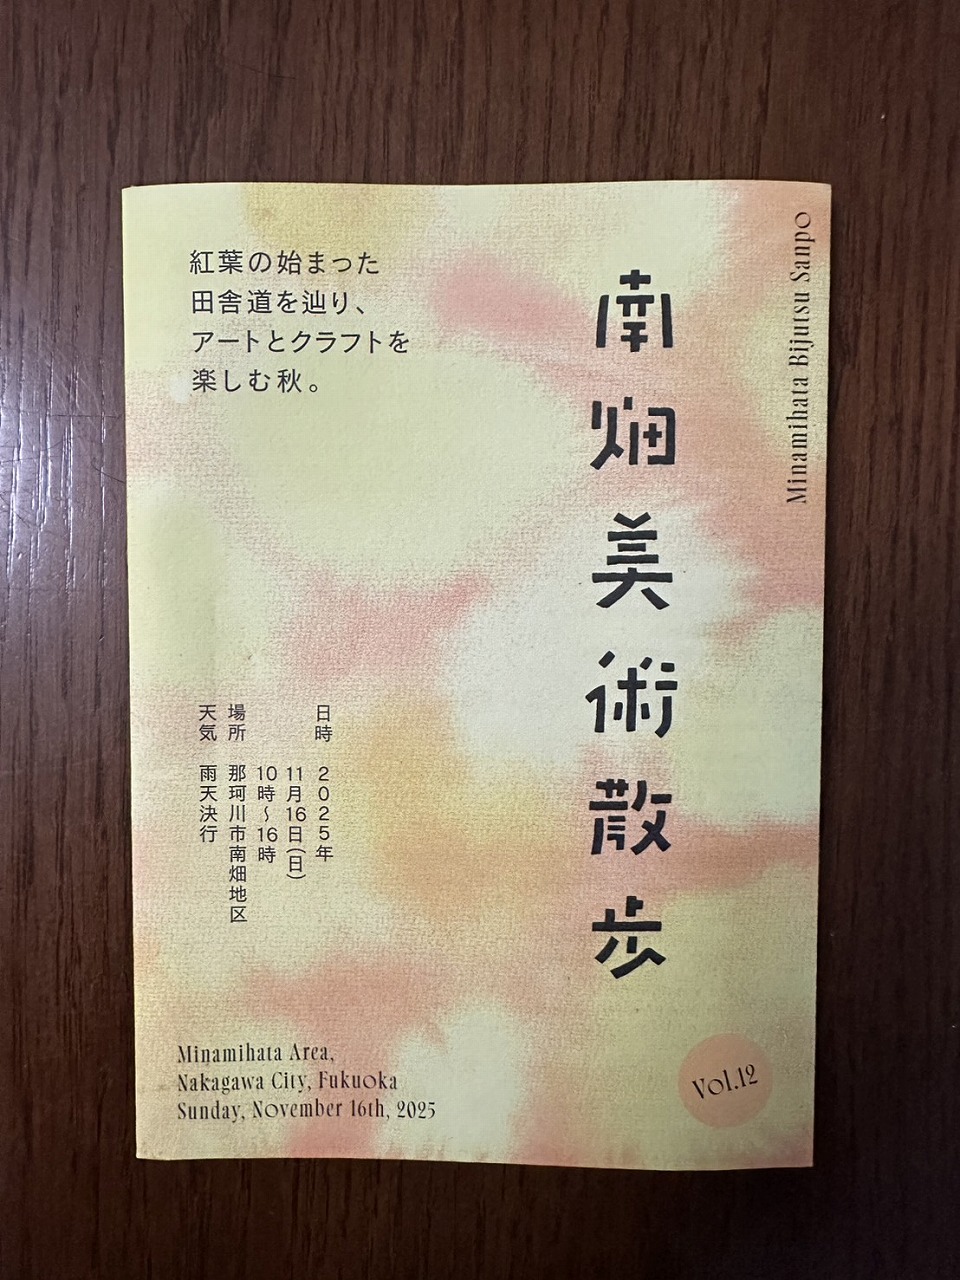 紅葉の始まった
田舎道を辿り、
アートとクラフトを
楽しむ秋。
南畑美術散歩
Minamihata Bijutsu Sanpo
日時 2025年
11月16日(日)
10時〜16時
場所 那珂川市南畑地区
天気 雨天決行
Minamihata Area,
Nakagawa City, Fukuoka
Sunday, November 16th, 2025
Vol.12